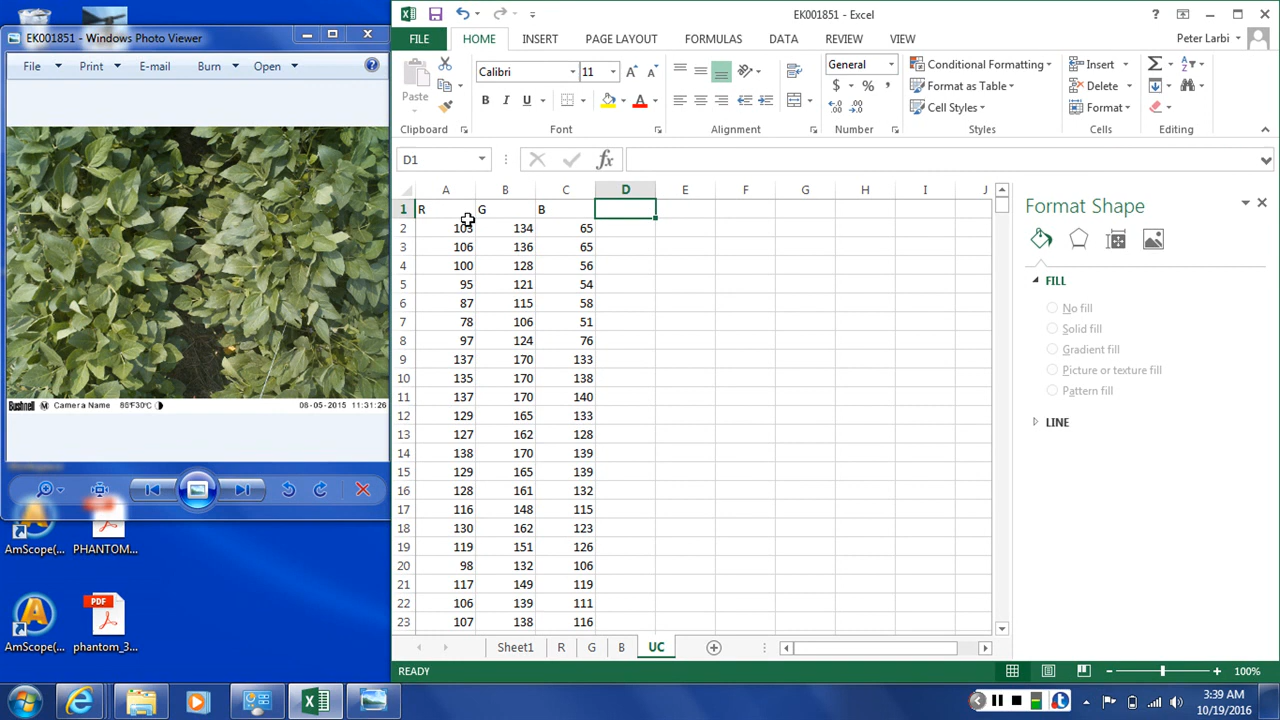 EK001851 - Windows Photo Viewer
File Print E-mail Burn Open
Bushnell M Camera Name 86°F30°C 08-05-2015 11:31:26
AmScope(... PHANTOM...
AmScope(... phantom_3...
PDF
EK001851 - Excel
FILE HOME INSERT PAGE LAYOUT FORMULAS DATA REVIEW VIEW Peter Larbi
Paste Calibri 11 General Conditional Formatting Insert
Format as Table Delete
B I U A $ % , Cell Styles Format
Clipboard Font Alignment Number Styles Cells Editing
D1 fx
A B C D E F G H I J
1 R G B
2 103 134 65
3 106 136 65
4 100 128 56
5 95 121 54
6 87 115 58
7 78 106 51
8 97 124 76
9 137 170 133
10 135 170 138
11 137 170 140
12 129 165 133
13 127 162 128
14 138 170 139
15 129 165 139
16 128 161 132
17 116 148 115
18 130 162 123
19 119 151 126
20 98 132 106
21 117 149 119
22 106 139 111
23 107 138 116
Format Shape
FILL
No fill
Solid fill
Gradient fill
Picture or texture fill
Pattern fill
LINE
Sheet1 R G B UC
READY 100%
3:39 AM
10/19/2016